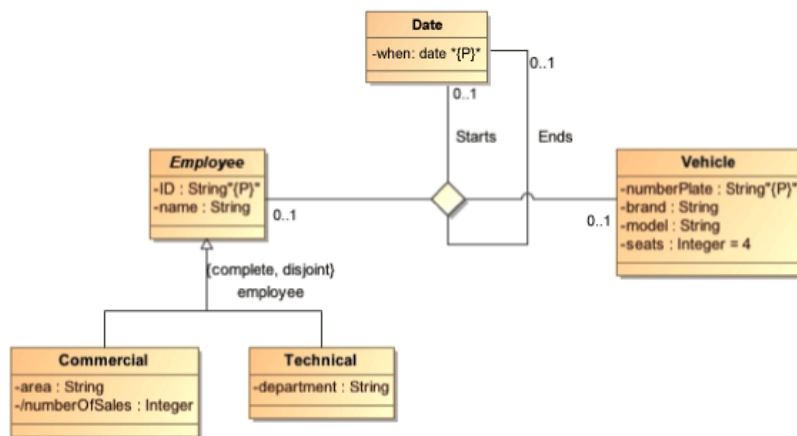 Date
-when: date *{P}*
0..1
0..1
Starts
Ends
Employee
-ID : String"{P}"
-name : String
0..1
Vehicle
-numberPlate : String"{P}"
-brand : String
-model : String
-seats : Integer = 4
0..1
{complete, disjoint}
employee
Commercial
-area : String
-/numberOfSales : Integer
Technical
-department : String